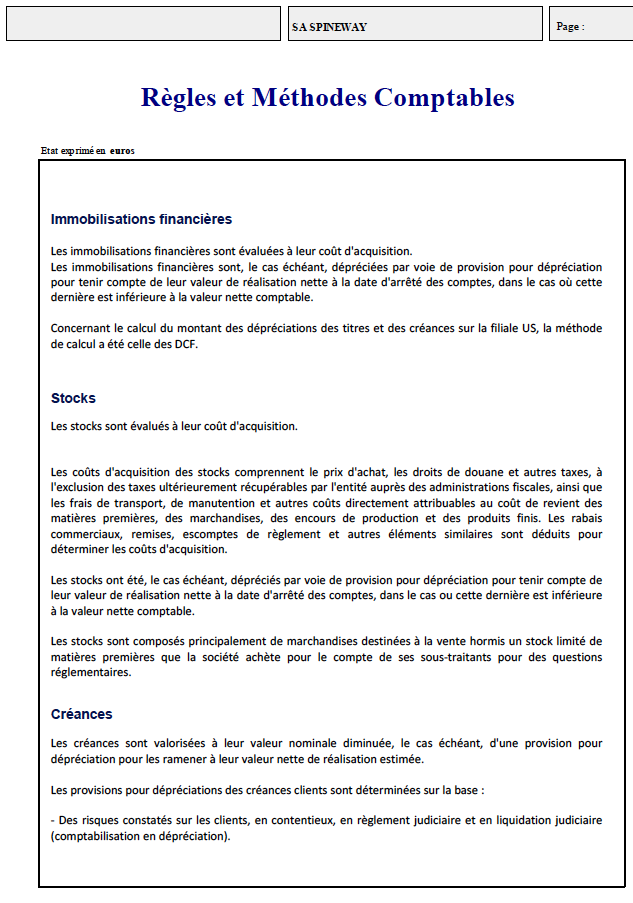 SA SPINEWAY
Page :
Règles et Méthodes Comptables
Etat exprimé en euros
Immobilisations financières
Les immobilisations financières sont évaluées à leur coût d'acquisition.
Les immobilisations financières sont, le cas échéant, dépréciées par voie de provision pour dépréciation
pour tenir compte de leur valeur de réalisation nette à la date d'arrêté des comptes, dans le cas où cette
dernière est inférieure à la valeur nette comptable.
Concernant le calcul du montant des dépréciations des titres et des créances sur la filiale US, la méthode
de calcul a été celle des DCF.
Stocks
Les stocks sont évalués à leur coût d'acquisition.
Les coûts d'acquisition des stocks comprennent le prix d'achat, les droits de douane et autres taxes, à
l'exclusion des taxes ultérieurement récupérables par l'entité auprès des administrations fiscales, ainsi que
les frais de transport, de manutention et autres coûts directement attribuables au coût de revient des
matières premières, des marchandises, des encours de production et des produits finis. Les rabais
commerciaux, remises, escomptes de règlement et autres éléments similaires sont déduits pour
déterminer les coûts d'acquisition.
Les stocks ont été, le cas échéant, dépréciés par voie de provision pour dépréciation pour tenir compte de
leur valeur de réalisation nette à la date d'arrêté des comptes, dans le cas ou cette dernière est inférieure
à la valeur nette comptable.
Les stocks sont composés principalement de marchandises destinées à la vente hormis un stock limité de
matières premières que la société achète pour le compte de ses sous-traitants pour des questions
réglementaires.
Créances
Les créances sont valorisées à leur valeur nominale diminuée, le cas échéant, d'une provision pour
dépréciation pour les ramener à leur valeur nette de réalisation estimée.
Les provisions pour dépréciations des créances clients sont déterminées sur la base :
- Des risques constatés sur les clients, en contentieux, en règlement judiciaire et en liquidation judiciaire
(comptabilisation en dépréciation).